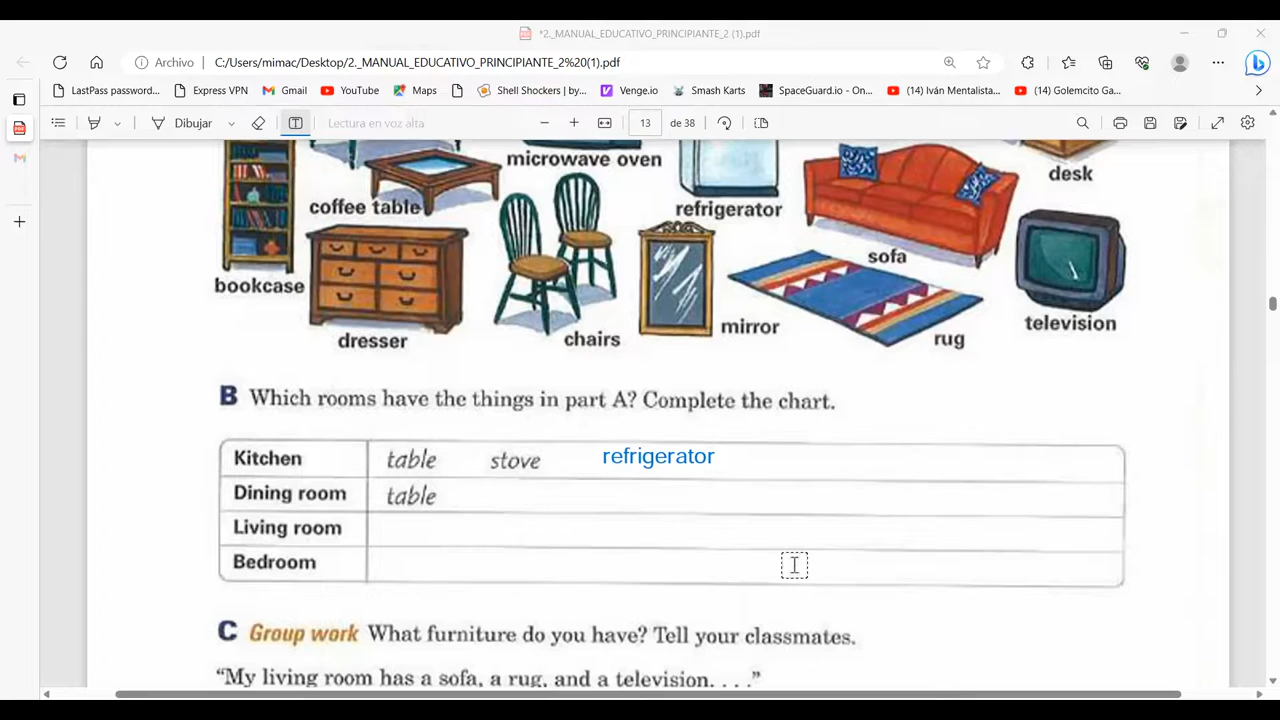 *2._MANUAL_EDUCATIVO_PRINCIPIANTE_2 (1).pdf
Archivo C:/Users/mimac/Desktop/2._MANUAL_EDUCATIVO_PRINCIPIANTE_2%20(1).pdf
LastPass password... Express VPN Gmail YouTube Maps Shell Shockers | by... Venge.io Smash Karts SpaceGuard.io - On... (14) Iván Mentalista... (14) Golemcito Ga...
Dibujar Lectura en voz alta 13 de 38
microwave oven
desk
coffee table
refrigerator
sofa
bookcase
television
mirror
dresser
chairs
rug
B Which rooms have the things in part A? Complete the chart.
Kitchen table stove refrigerator
Dining room table
Living room
Bedroom
C Group work What furniture do you have? Tell your classmates.
“My living room has a sofa, a rug, and a television. . . .”